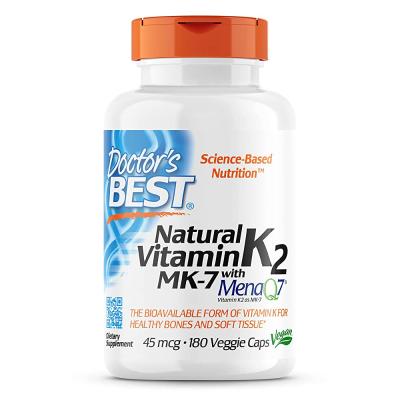 Doctor's
BEST®
Science-Based
Nutrition™
Natural
Vitamin K2
MK-7 with
MenaQ7®
Vitamin K2 as MK-7
THE BIOAVAILABLE FORM OF VITAMIN K FOR
HEALTHY BONES AND SOFT TISSUE*
Dietary
Supplement
45 mcg • 180 Veggie Caps
Vegan